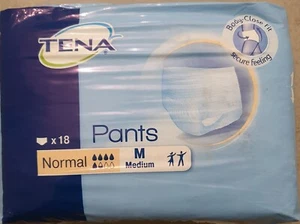 TENA
Body Close Fit
secure feeling
x 18
Pants
Normal
M
Medium